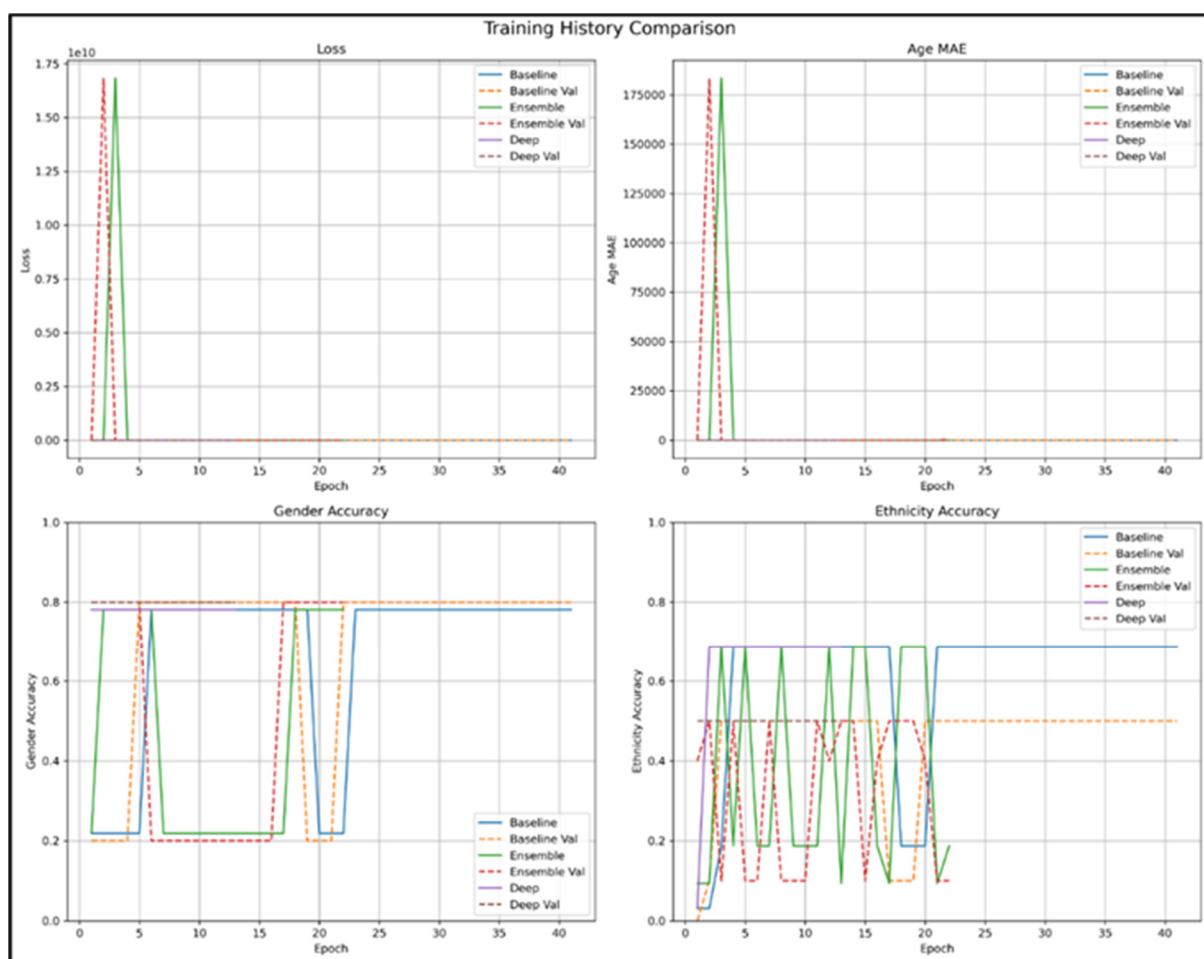 Training History Comparison
Loss
1e10
1.75
1.50
1.25
1.00
0.75
0.50
0.25
0.00
Loss
0 5 10 15 20 25 30 35 40
Epoch
Baseline
Baseline Val
Ensemble
Ensemble Val
Deep
Deep Val
Age MAE
175000
150000
125000
100000
75000
50000
25000
0
Age MAE
0 5 10 15 20 25 30 35 40
Epoch
Baseline
Baseline Val
Ensemble
Ensemble Val
Deep
Deep Val
Gender Accuracy
1.0
0.8
0.6
0.4
0.2
0.0
Gender Accuracy
0 5 10 15 20 25 30 35 40
Epoch
Baseline
Baseline Val
Ensemble
Ensemble Val
Deep
Deep Val
Ethnicity Accuracy
1.0
0.8
0.6
0.4
0.2
0.0
Ethnicity Accuracy
0 5 10 15 20 25 30 35 40
Epoch
Baseline
Baseline Val
Ensemble
Ensemble Val
Deep
Deep Val